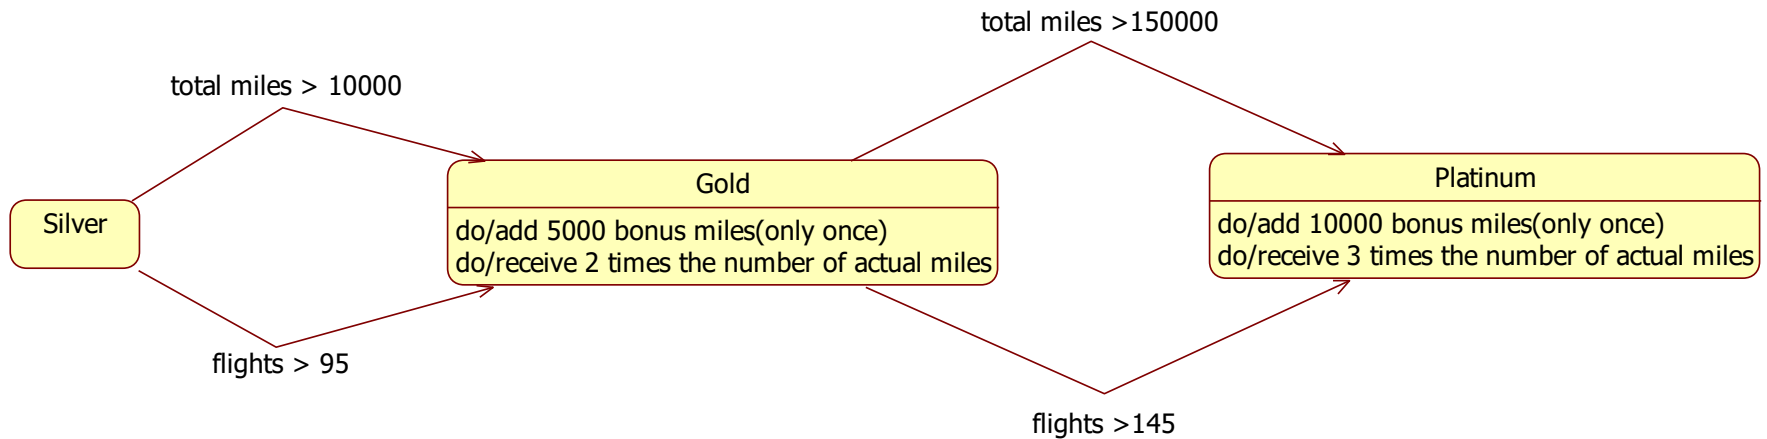 total miles >150000
total miles > 10000
Silver
Gold
do/add 5000 bonus miles(only once)
do/receive 2 times the number of actual miles
Platinum
do/add 10000 bonus miles(only once)
do/receive 3 times the number of actual miles
flights > 95
flights >145